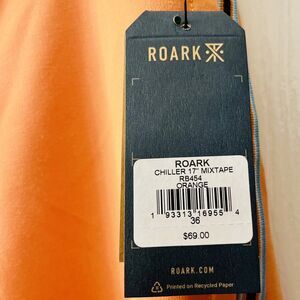 ROARK
ROARK
CHILLER 17" MIXTAPE
RB454
ORANGE
1 93313 16955 4
36
$69.00
ROARK.COM
Printed on Recycled Paper